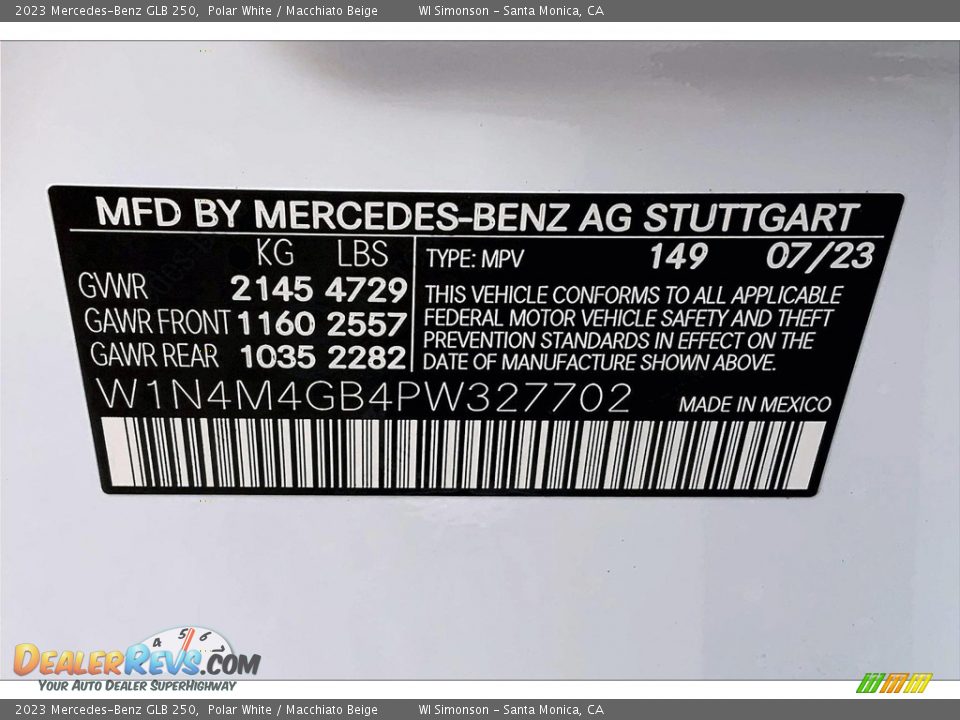 2023 Mercedes-Benz GLB 250,  Polar White / Macchiato Beige        WI Simonson - Santa Monica, CA
MFD BY MERCEDES-BENZ AG STUTTGART
KG LBS
GVWR 2145 4729
GAWR FRONT 1160 2557
GAWR REAR 1035 2282
TYPE: MPV 149 07/23
THIS VEHICLE CONFORMS TO ALL APPLICABLE
FEDERAL MOTOR VEHICLE SAFETY AND THEFT
PREVENTION STANDARDS IN EFFECT ON THE
DATE OF MANUFACTURE SHOWN ABOVE.
W1N4M4GB4PW327702 MADE IN MEXICO
4 5 6 7
DEALERREVS.COM
YOUR AUTO DEALER SUPERHIGHWAY
2023 Mercedes-Benz GLB 250,  Polar White / Macchiato Beige        WI Simonson - Santa Monica, CA